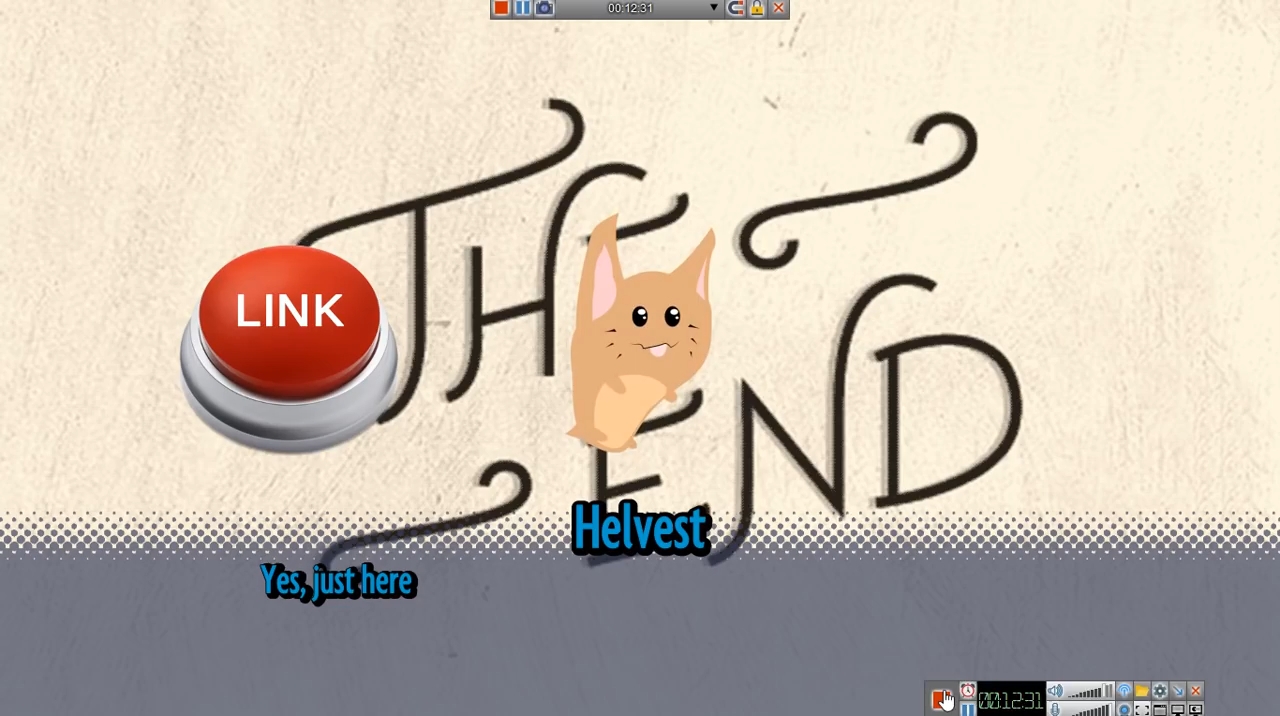 00:12:31
THE
LINK
END
Helvest
Yes, just here
00:12:31